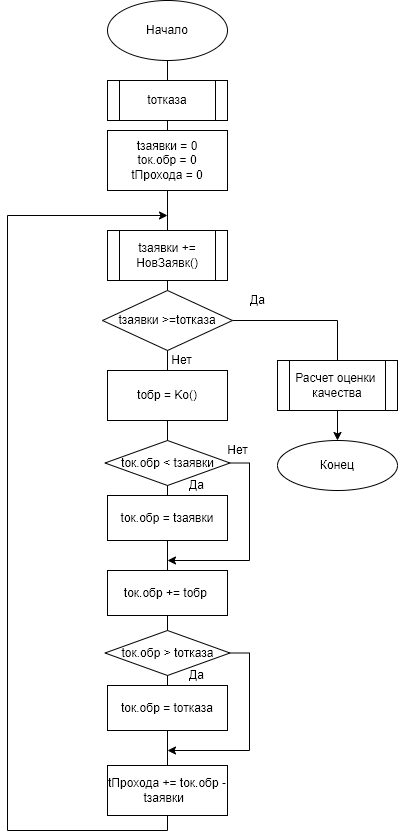 Начало
tотказа
tзаявки = 0
tок.обр = 0
tПрохода = 0
tзаявки +=
НовЗаявк()
tзаявки >=tотказа
Да
Нет
Расчет оценки
качества
tобр = Ko()
Конец
tок.обр < tзаявки
Нет
Да
tок.обр = tзаявки
tок.обр += tобр
tок.обр > tотказа
Да
tок.обр = tотказа
tПрохода += tок.обр -
tзаявки